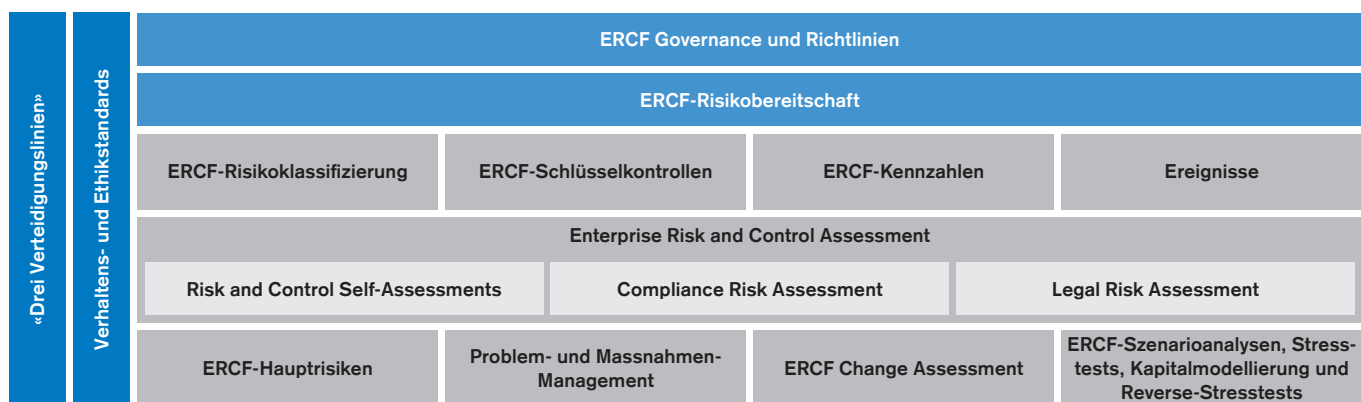 «Drei Verteidigungslinien»
Verhaltens- und Ethikstandards
ERCF Governance und Richtlinien
ERCF-Risikobereitschaft
ERCF-Risikoklassifizierung
ERCF-Schlüsselkontrollen
ERCF-Kennzahlen
Ereignisse
Enterprise Risk and Control Assessment
Risk and Control Self-Assessments
Compliance Risk Assessment
Legal Risk Assessment
ERCF-Hauptrisiken
Problem- und Massnahmen-
Management
ERCF Change Assessment
ERCF-Szenarioanalysen, Stress-
tests, Kapitalmodellierung und
Reverse-Stresstests